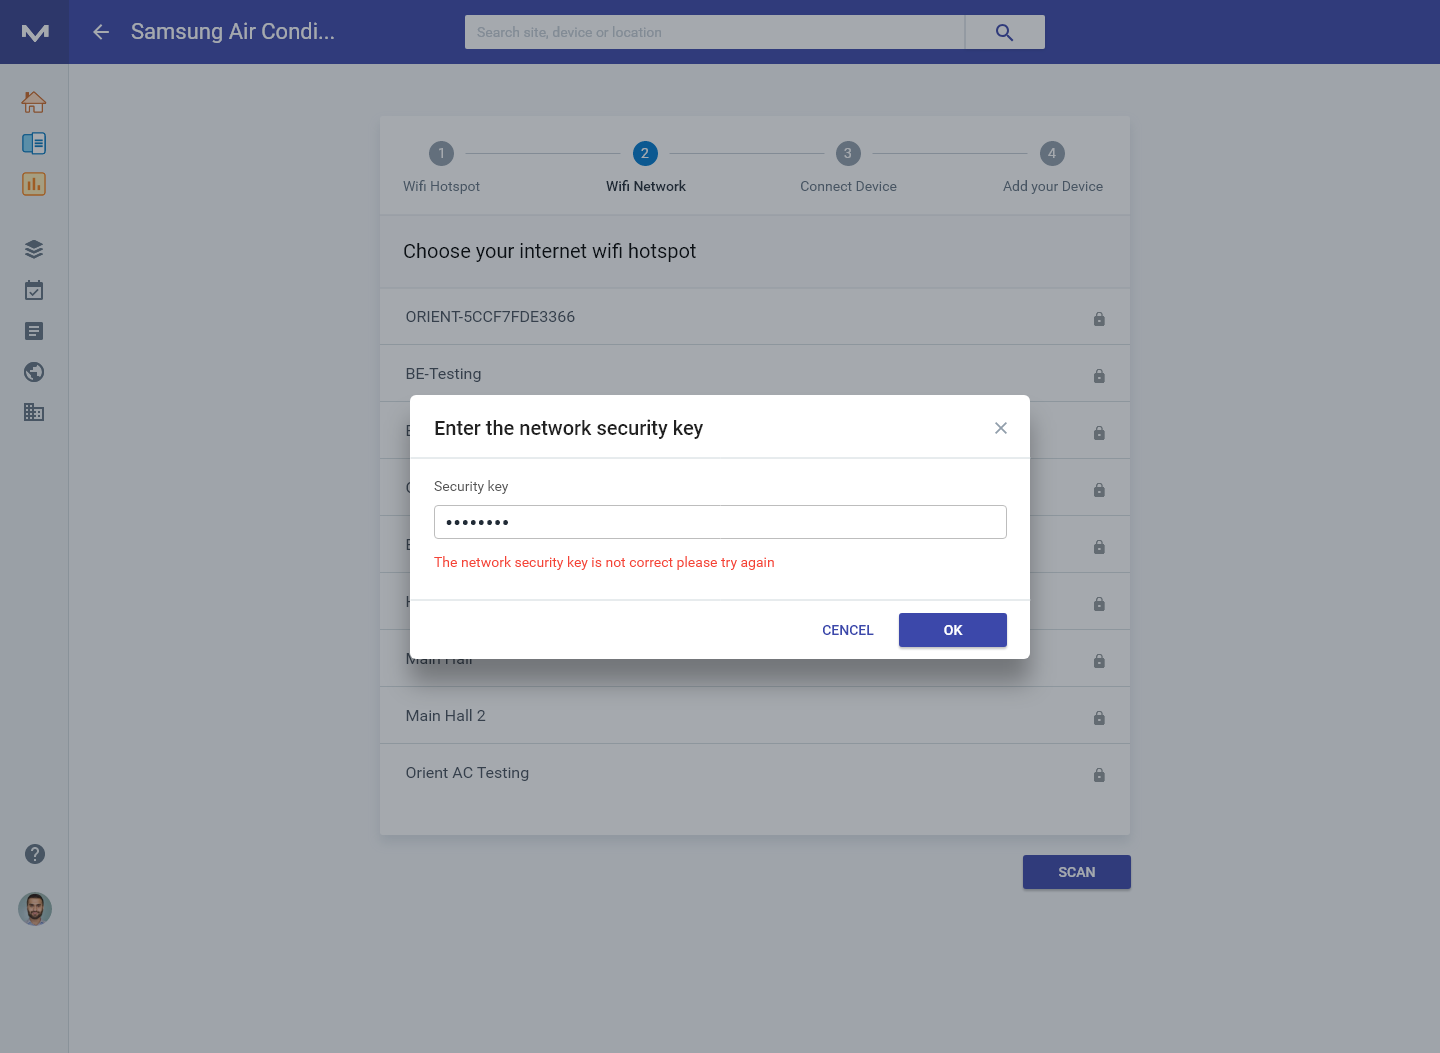 Samsung Air Condi...
Search site, device or location
1
2
3
4
Wifi Hotspot
Wifi Network
Connect Device
Add your Device
Choose your internet wifi hotspot
ORIENT-5CCF7FDE3366
BE-Testing
Enter the network security key
Security key
••••••••
The network security key is not correct please try again
CANCEL
OK
Main Hall
Main Hall 2
Orient AC Testing
SCAN